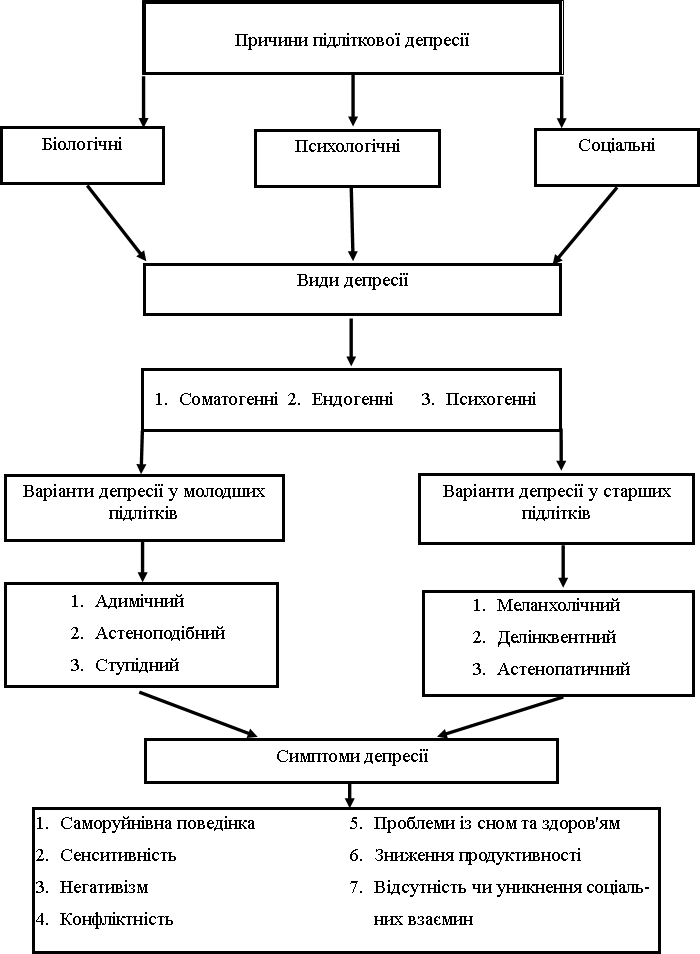 Причини підліткової депресії
Біологічні
Психологічні
Соціальні
Види депресії
1. Соматогенні 2. Ендогенні 3. Психогенні
Варіанти депресії у молодших
підлітків
Варіанти депресії у старших
підлітків
1. Адимічний
2. Астеноподібний
3. Ступідний
1. Меланхолічний
2. Делінквентний
3. Астенопатичний
Симптоми депресії
1. Саморуйнівна поведінка
2. Сенситивність
3. Негативізм
4. Конфліктність
5. Проблеми із сном та здоров'ям
6. Зниження продуктивності
7. Відсутність чи уникнення соціаль-
них взаємин